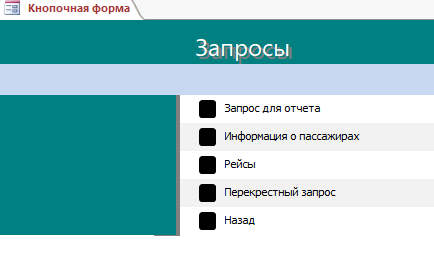 Кнопочная форма
Запросы
Запрос для отчета
Информация о пассажирах
Рейсы
Перекрестный запрос
Назад